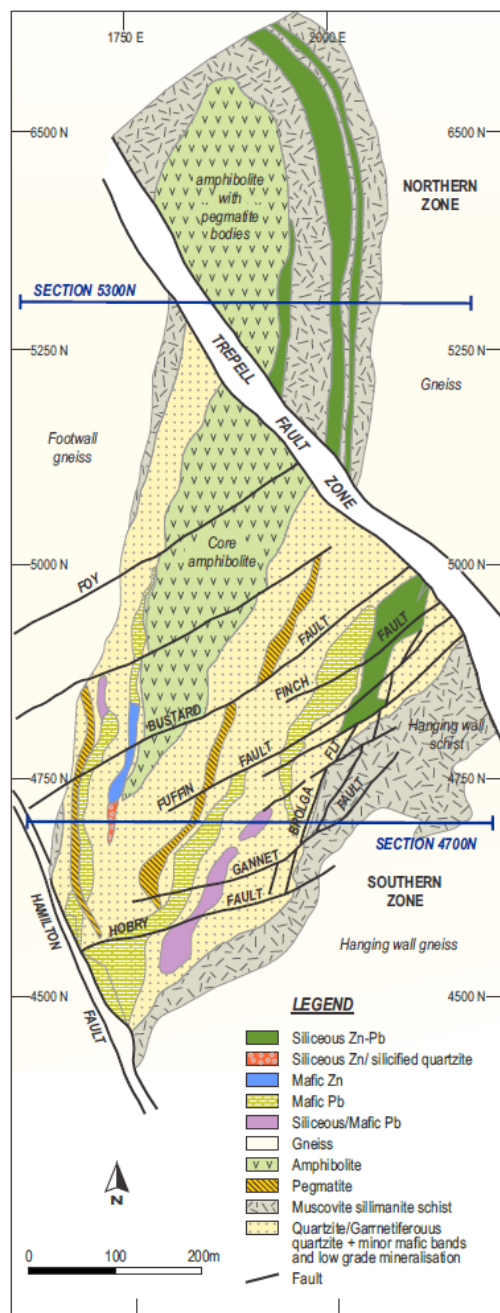 1750 E
2000 E
6500 N
6500 N
amphibolite
.. with ..
pegmatite
bodies
NORTHERN
ZONE
SECTION 5300N
5250 N
5250 N
TREPELL
FAULT
ZONE
Gneiss
Footwall
gneiss
Core
amphibolite
5000 N
5000 N
FOY
FAULT
BUSTARD
FINCH
FAULT
FAULT
FUFFIN
FLI
Hanging wall
schist
4750 N
4750 N
BROLGA
FAULT
SECTION 4700N
GANNET
FAULT
HOBRY
HAMILTON
FAULT
SOUTHERN
ZONE
Hanging wall gneiss
4500 N
4500 N
LEGEND
Siliceous Zn-Pb
Siliceous Zn/ silicified quartzite
Mafic Zn
Mafic Pb
Siliceous/Mafic Pb
Gneiss
Amphibolite
Pegmatite
Muscovite sillimanite schist
Quartzite/Garrnetiferouus
quartzite + minor mafic bands
and low grade mineralisation
Fault
N
0 100 200m